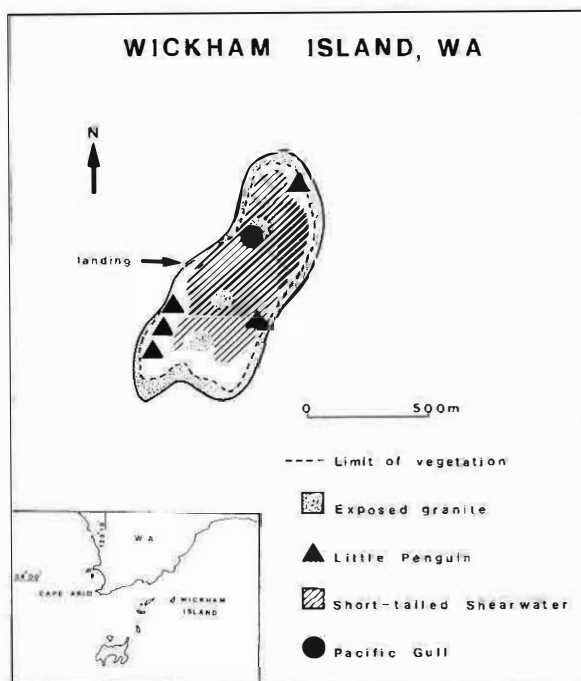 WICKHAM ISLAND, WA
N
landing
0 500m
Limit of vegetation
Exposed granite
Little Penguin
Short-tailed Shearwater
Pacific Gull
WA
CAPE ARID
WICKHAM
ISLAND